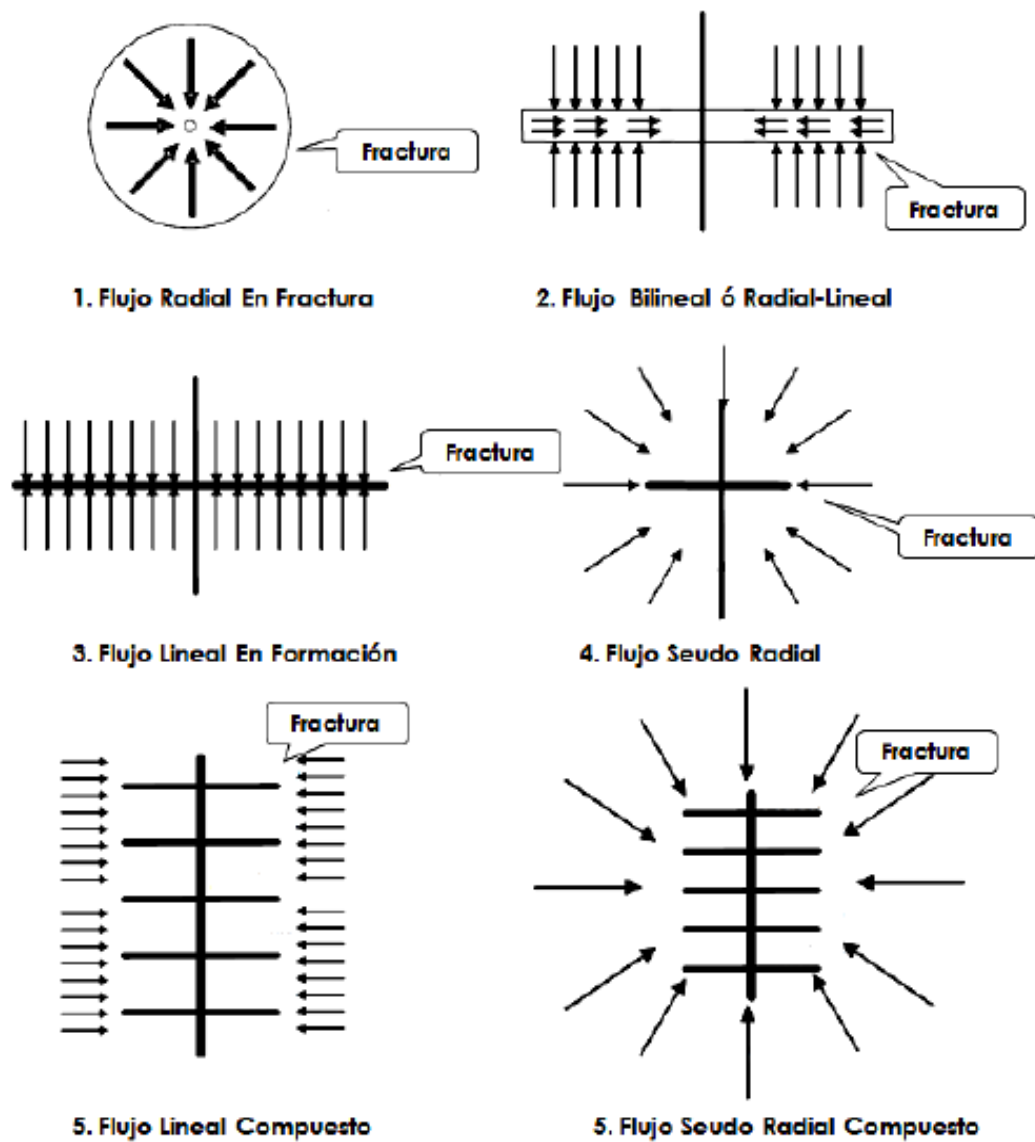 Fractura
Fractura
1. Flujo Radial En Fractura
2. Flujo Bilineal ó Radial-Lineal
Fractura
Fractura
3. Flujo Lineal En Formación
4. Flujo Seudo Radial
Fractura
Fractura
5. Flujo Lineal Compuesto
5. Flujo Seudo Radial Compuesto